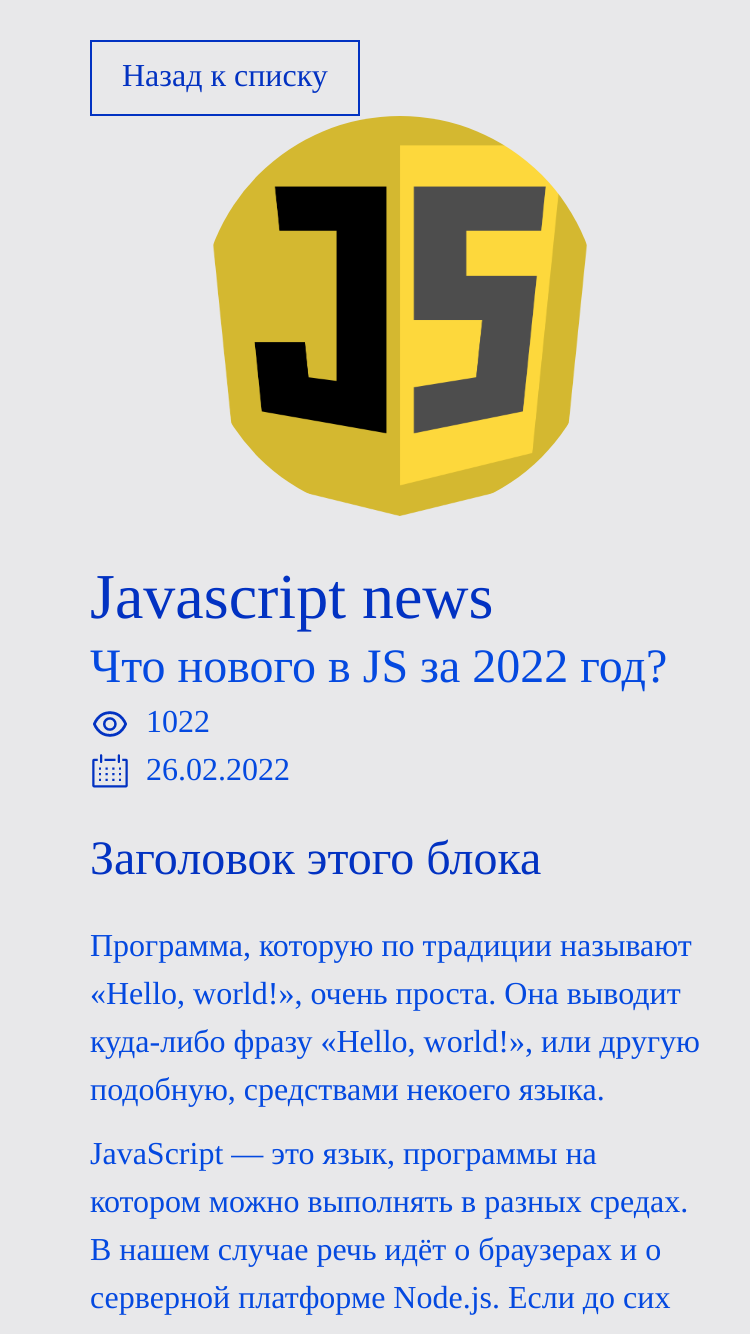 Назад к списку
JS
Javascript news
Что нового в JS за 2022 год?
1022
26.02.2022
Заголовок этого блока
Программа, которую по традиции называют
«Hello, world!», очень проста. Она выводит
куда-либо фразу «Hello, world!», или другую
подобную, средствами некоего языка.
JavaScript — это язык, программы на
котором можно выполнять в разных средах.
В нашем случае речь идёт о браузерах и о
серверной платформе Node.js. Если до сих